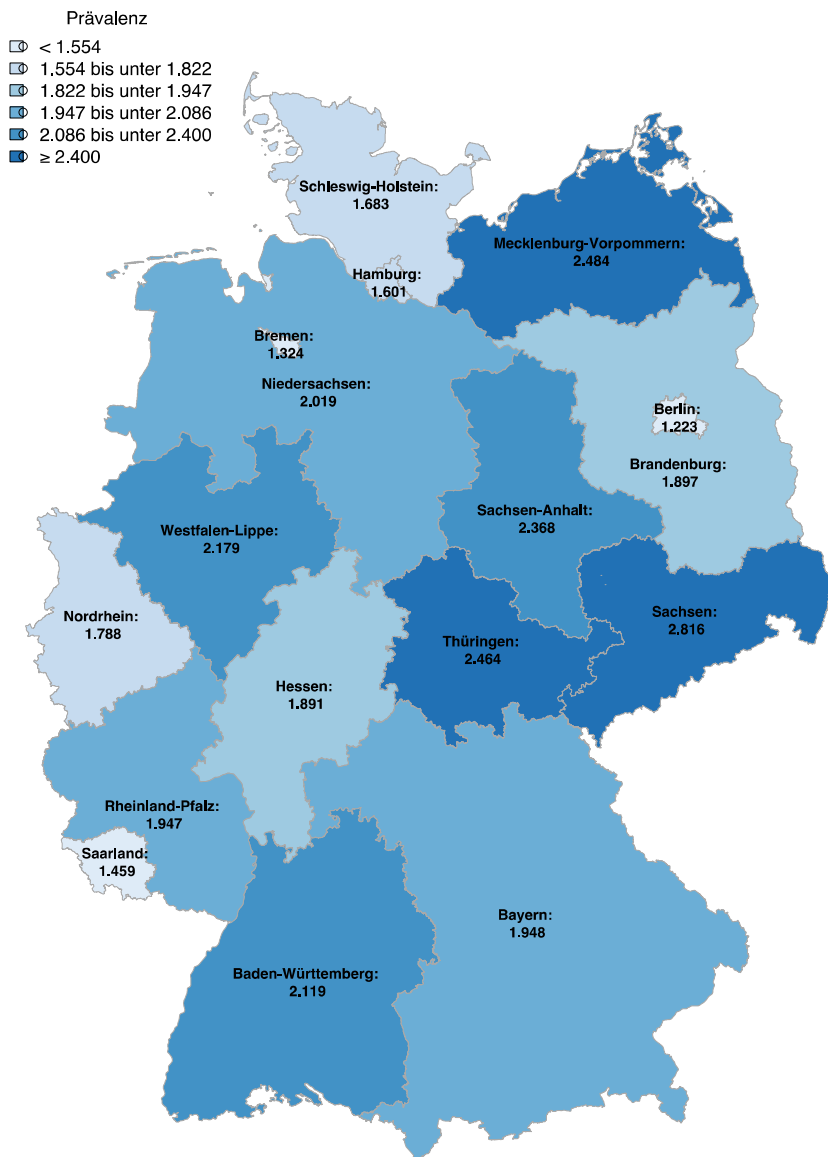 Prävalenz
< 1.554
1.554 bis unter 1.822
1.822 bis unter 1.947
1.947 bis unter 2.086
2.086 bis unter 2.400
≥ 2.400
Schleswig-Holstein:
1.683
Mecklenburg-Vorpommern:
2.484
Hamburg:
1.601
Bremen:
1.324
Niedersachsen:
2.019
Berlin:
1.223
Brandenburg:
1.897
Sachsen-Anhalt:
2.368
Westfalen-Lippe:
2.179
Nordrhein:
1.788
Sachsen:
2.816
Thüringen:
2.464
Hessen:
1.891
Rheinland-Pfalz:
1.947
Saarland:
1.459
Bayern:
1.948
Baden-Württemberg:
2.119